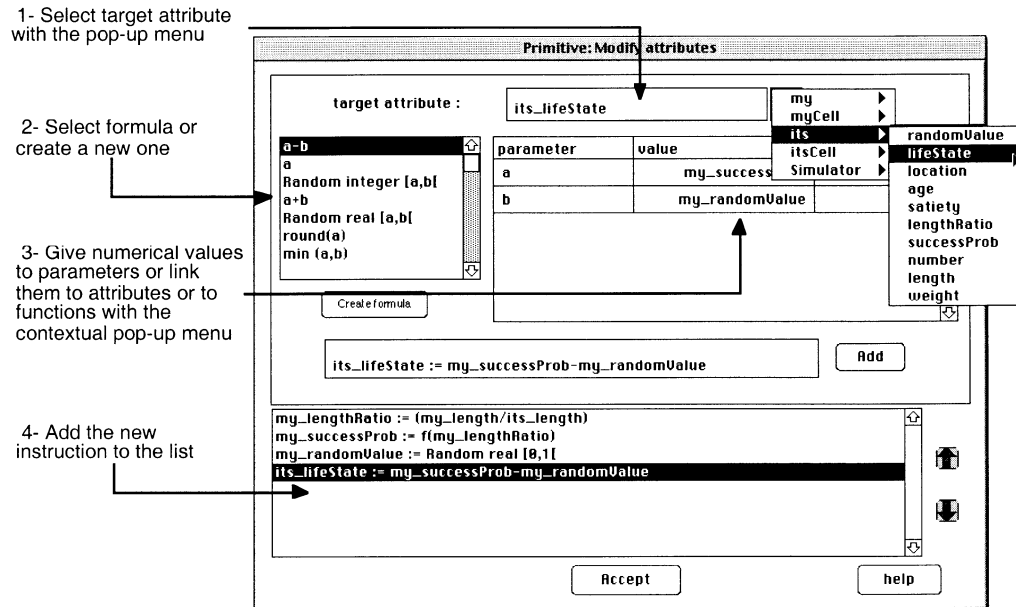 1- Select target attribute
with the pop-up menu
Primitive: Modify attributes
target attribute :
its_lifeState
my
myCell
its
itsCell
Simulator
randomValue
lifeState
location
age
satiety
lengthRatio
successProb
number
length
weight
2- Select formula or
create a new one
a-b
a
Random integer [a,b[
a+b
Random real [a,b[
round(a)
min (a,b)
parameter value
a my_success
b my_randomValue
3- Give numerical values
to parameters or link
them to attributes or to
functions with the
contextual pop-up menu
Create formula
its_lifeState := my_successProb-my_randomValue
Add
4- Add the new
instruction to the list
my_lengthRatio := (my_length/its_length)
my_successProb := f(my_lengthRatio)
my_randomValue := Random real [0,1[
its_lifeState := my_successProb-my_randomValue
Accept
help